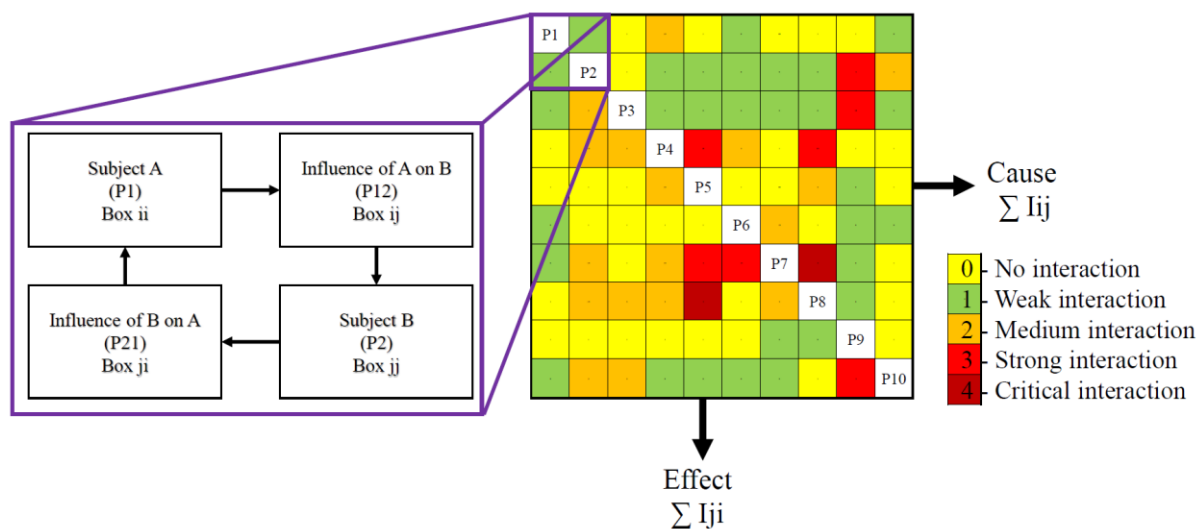 P1
P2
P3
P4
P5
P6
P7
P8
P9
P10
Subject A
(P1)
Box ii
Influence of A on B
(P12)
Box ij
Influence of B on A
(P21)
Box ji
Subject B
(P2)
Box jj
Cause
∑ Iij
0 - No interaction
1 - Weak interaction
2 - Medium interaction
3 - Strong interaction
4 - Critical interaction
Effect
∑ Iji